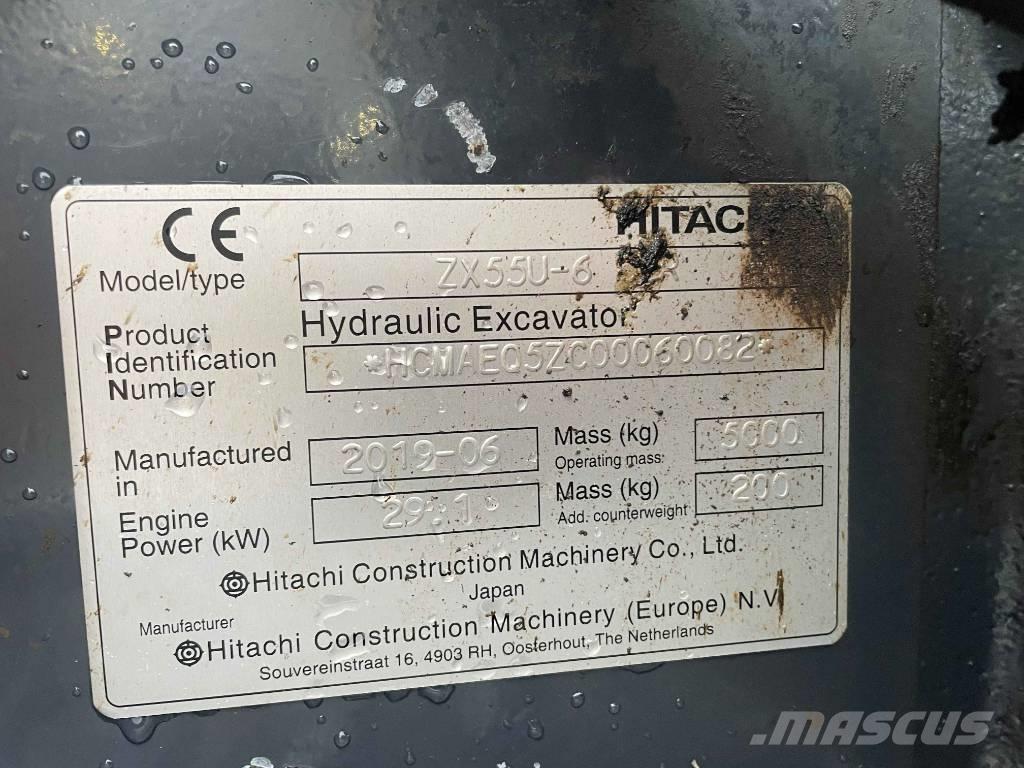 CE HITAC
Model/type ZX55U-6 R
Hydraulic Excavator
Product
Identification
Number *HCMAEQ5ZC00060082*
Manufactured in 2019-06
Mass (kg) 5000
Operating mass:
Engine Power (kW) 29.1
Mass (kg) 200
Add. counterweight
Hitachi Construction Machinery Co., Ltd.
Japan
Manufacturer
Hitachi Construction Machinery (Europe) N.V
Souvereinstraat 16, 4903 RH, Oosterhout, The Netherlands
MASCUS